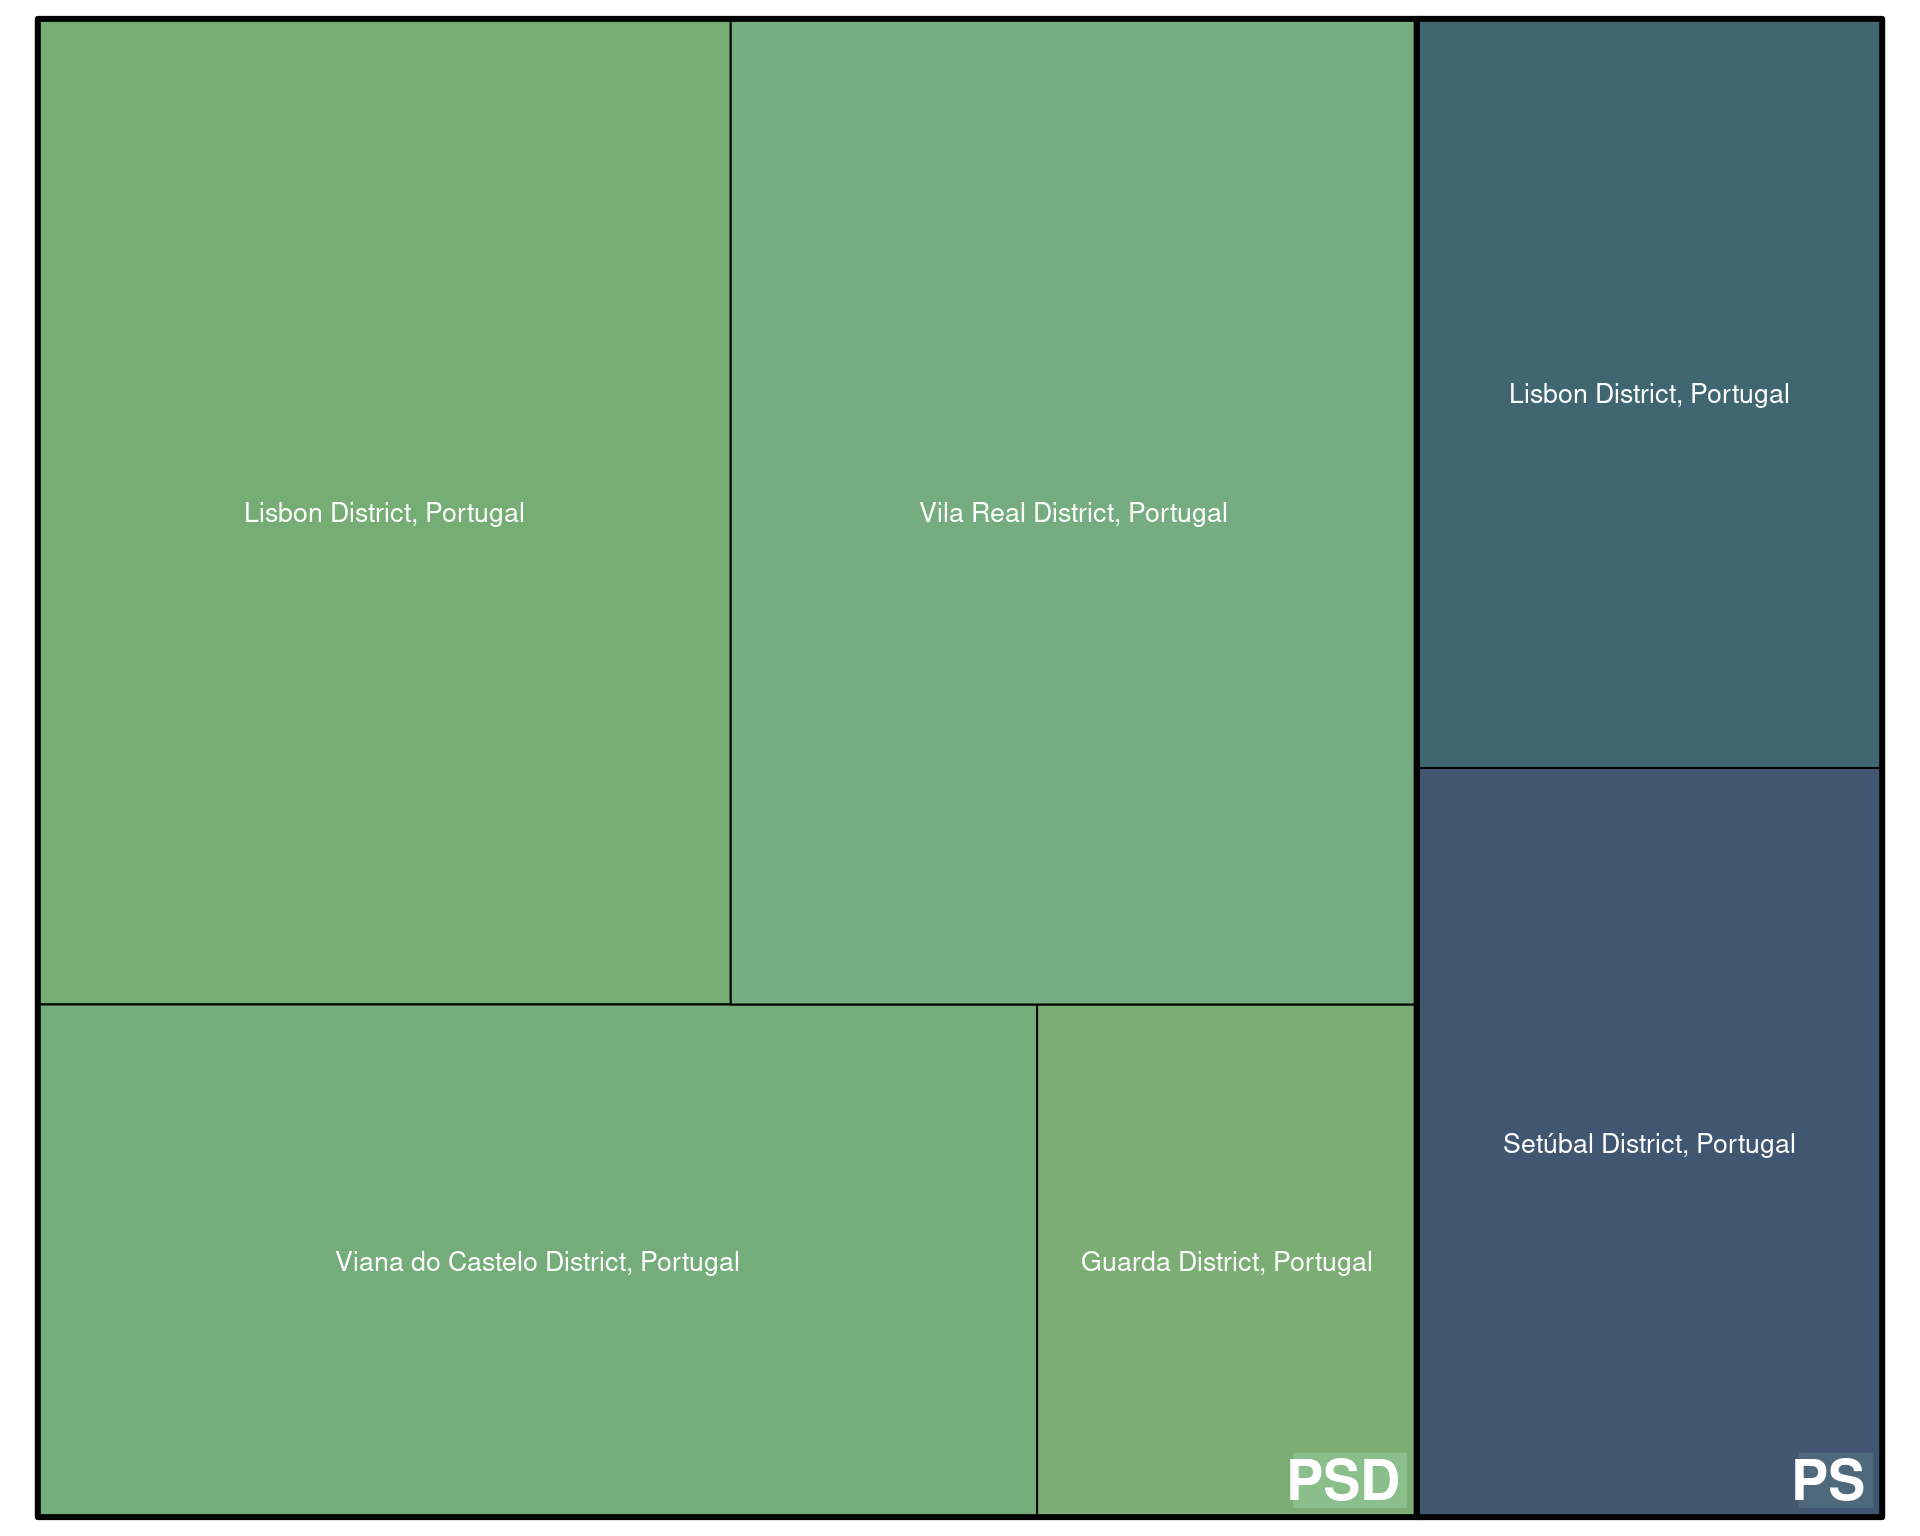 Lisbon District, Portugal
Vila Real District, Portugal
Viana do Castelo District, Portugal
Guarda District, Portugal
PSD
Lisbon District, Portugal
Setúbal District, Portugal
PS